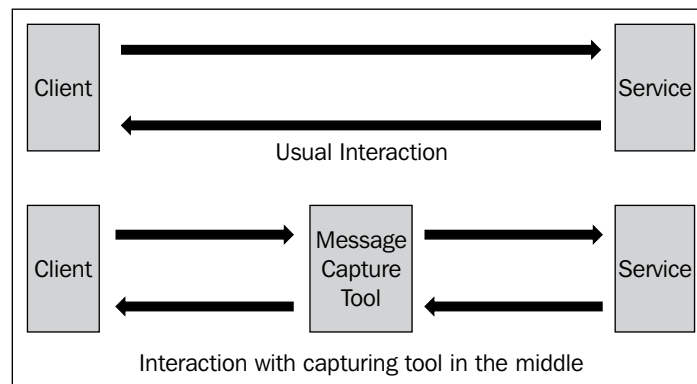 Client
Service
Usual Interaction
Client
Message
Capture
Tool
Service
Interaction with capturing tool in the middle